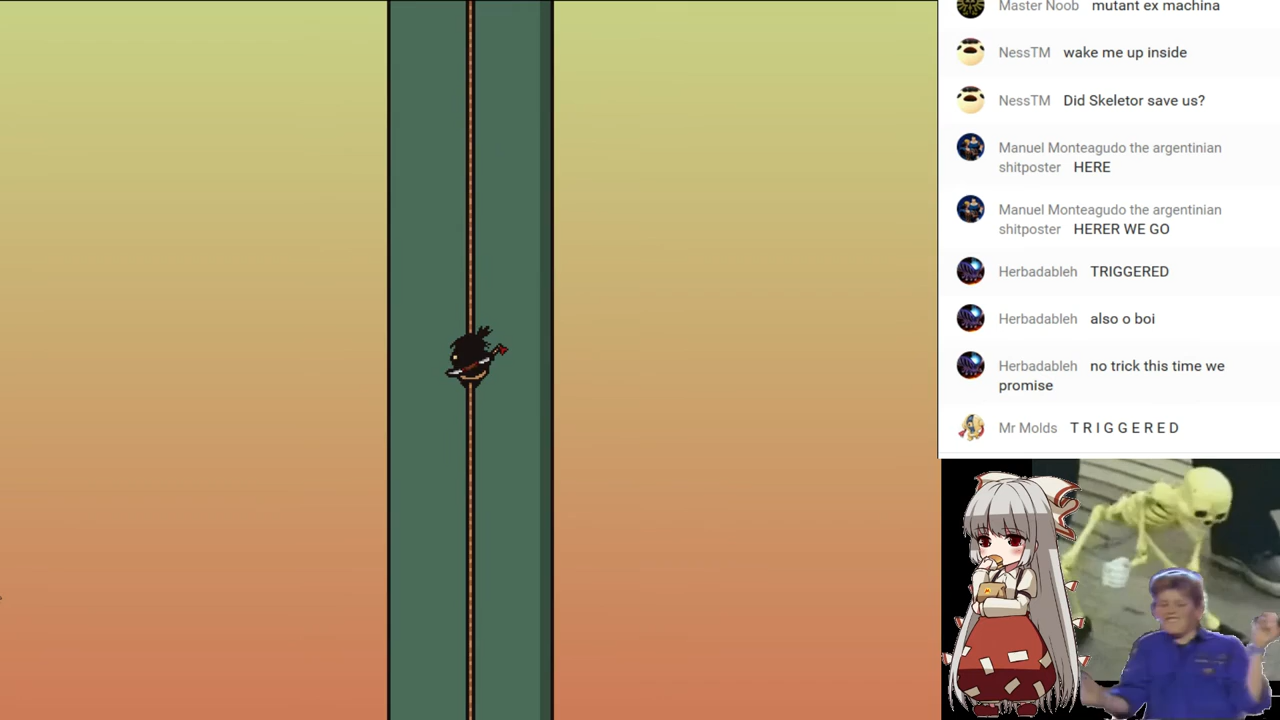 Master Noob mutant ex machina
NessTM wake me up inside
NessTM Did Skeletor save us?
Manuel Monteagudo the argentinian
shitposter HERE
Manuel Monteagudo the argentinian
shitposter HERER WE GO
Herbadableh TRIGGERED
Herbadableh also o boi
Herbadableh no trick this time we
promise
Mr Molds T R I G G E R E D